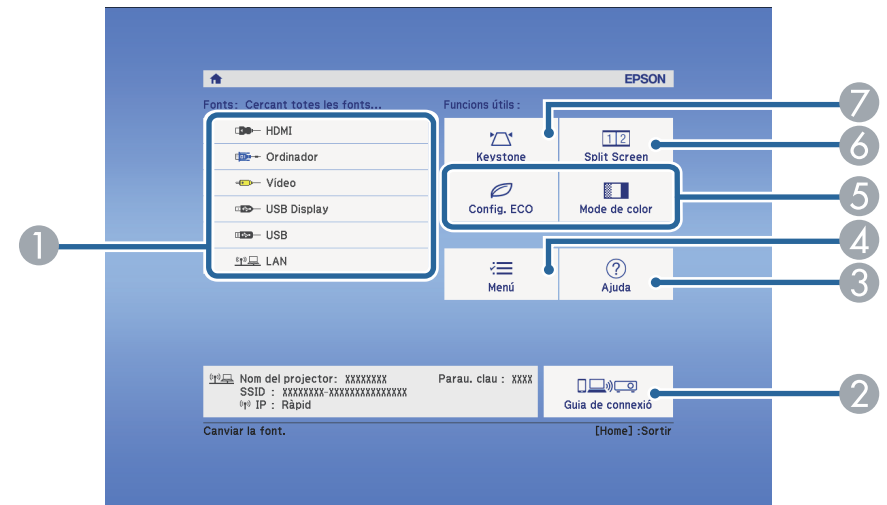 EPSON
Fonts: Cercant totes les fonts...
HDMI
Ordinador
Vídeo
USB Display
USB
LAN
Funcions útils :
Keystone
Split Screen
1 2
Config. ECO
Mode de color
Menú
Ajuda
?
Nom del projector: XXXXXXXX
SSID : XXXXXXXX-XXXXXXXXXXXXXXX
IP : Ràpid
Parau. clau : XXXX
Guia de connexió
Canviar la font.
[Home] :Sortir
1
7
6
5
4
3
2